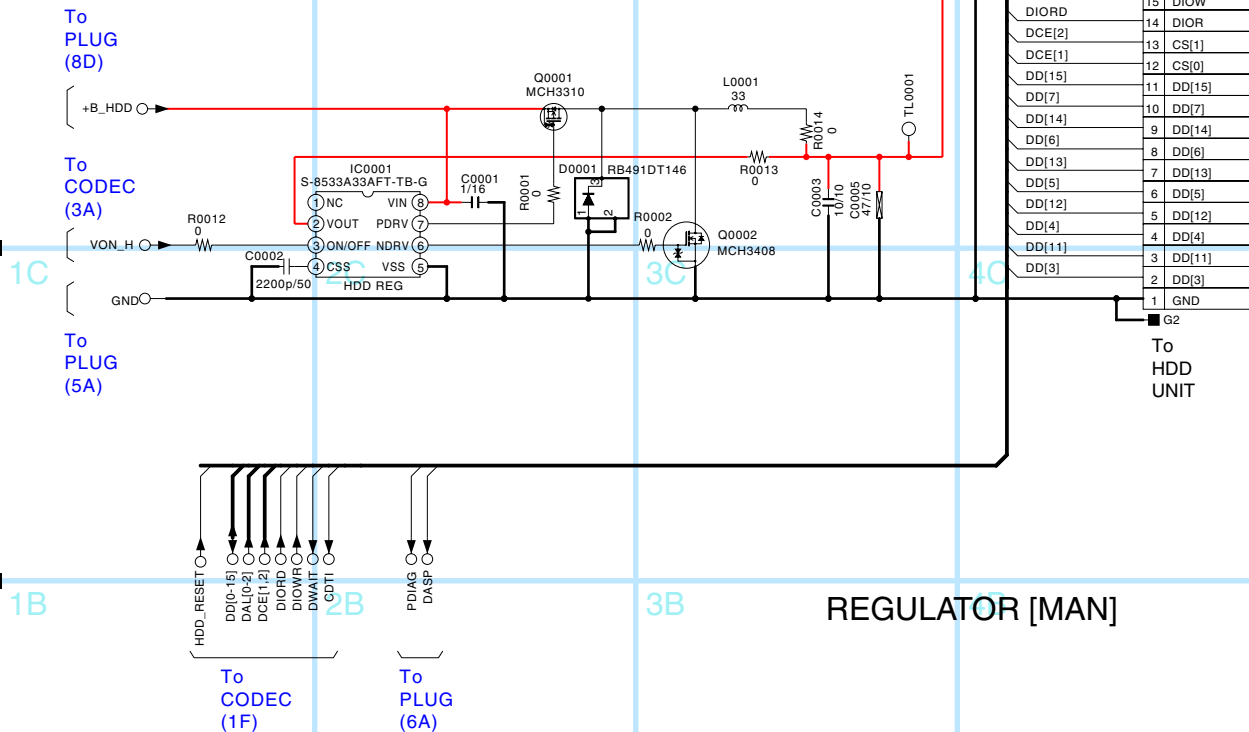 To
PLUG
(8D)
+B_HDD
To
CODEC
(3A)
VON_H
GND
To
PLUG
(5A)
1C
2C
3C
4C
R0012
0
C0002
2200p/50
IC0001
S-8533A33AFT-TB-G
1 NC
2 VOUT
3 ON/OFF
4 CSS
VIN 8
PDRV 7
NDRV 6
VSS 5
HDD REG
C0001
1/16
Q0001
MCH3310
R0001
0
D0001 RB491DT146
1
2
3
R0002
0
Q0002
MCH3408
L0001
33
R0014
0
R0013
0
C0003
10/10
C0005
47/10
TL0001
DIORD
DCE[2]
DCE[1]
DD[15]
DD[7]
DD[14]
DD[6]
DD[13]
DD[5]
DD[12]
DD[4]
DD[11]
DD[3]
15 DIOW
14 DIOR
13 CS[1]
12 CS[0]
11 DD[15]
10 DD[7]
9 DD[14]
8 DD[6]
7 DD[13]
6 DD[5]
5 DD[12]
4 DD[4]
3 DD[11]
2 DD[3]
1 GND
G2
To
HDD
UNIT
HDD_RESET
DD[0-15]
DAL[0-2]
DCE[1,2]
DIORD
DIOWR
DWAIT
CDTI
PDIAG
DASP
1B
2B
3B
4B
REGULATOR [MAN]
To
CODEC
(1F)
To
PLUG
(6A)